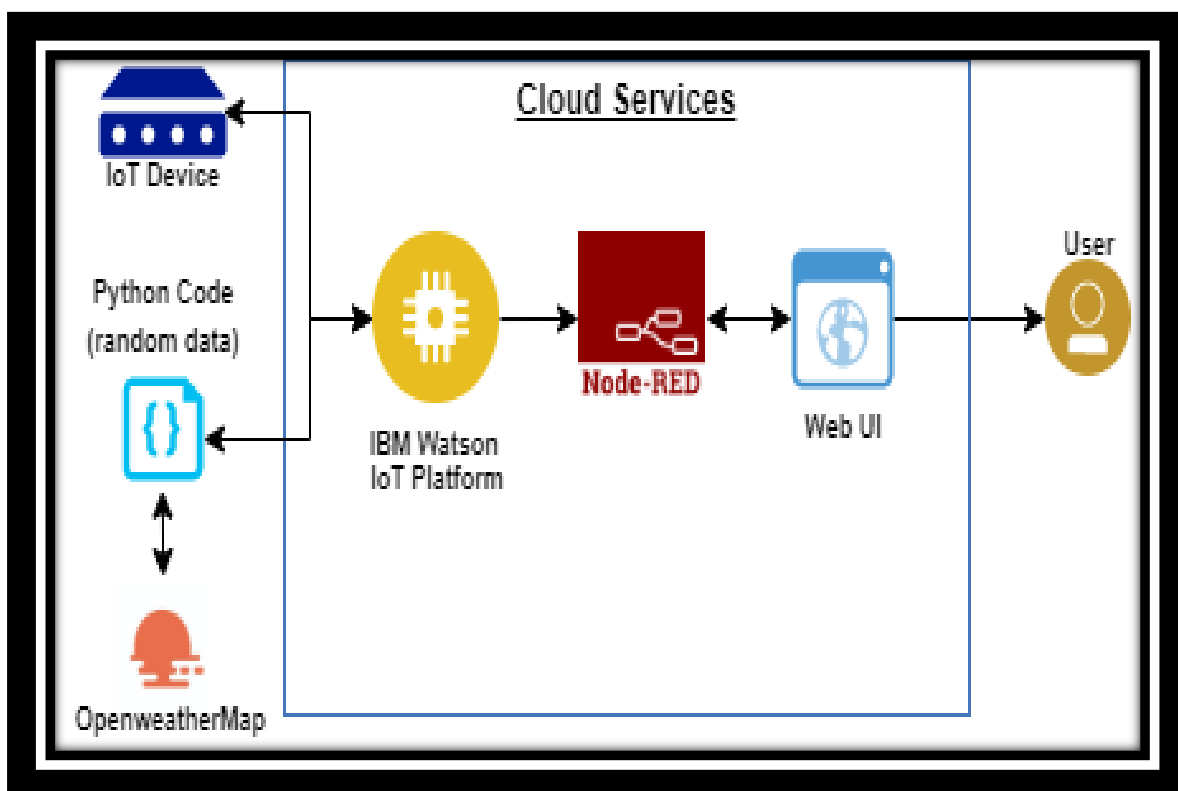 Cloud Services
IoT Device
Python Code
(random data)
OpenweatherMap
IBM Watson
IoT Platform
Node-RED
Web UI
User